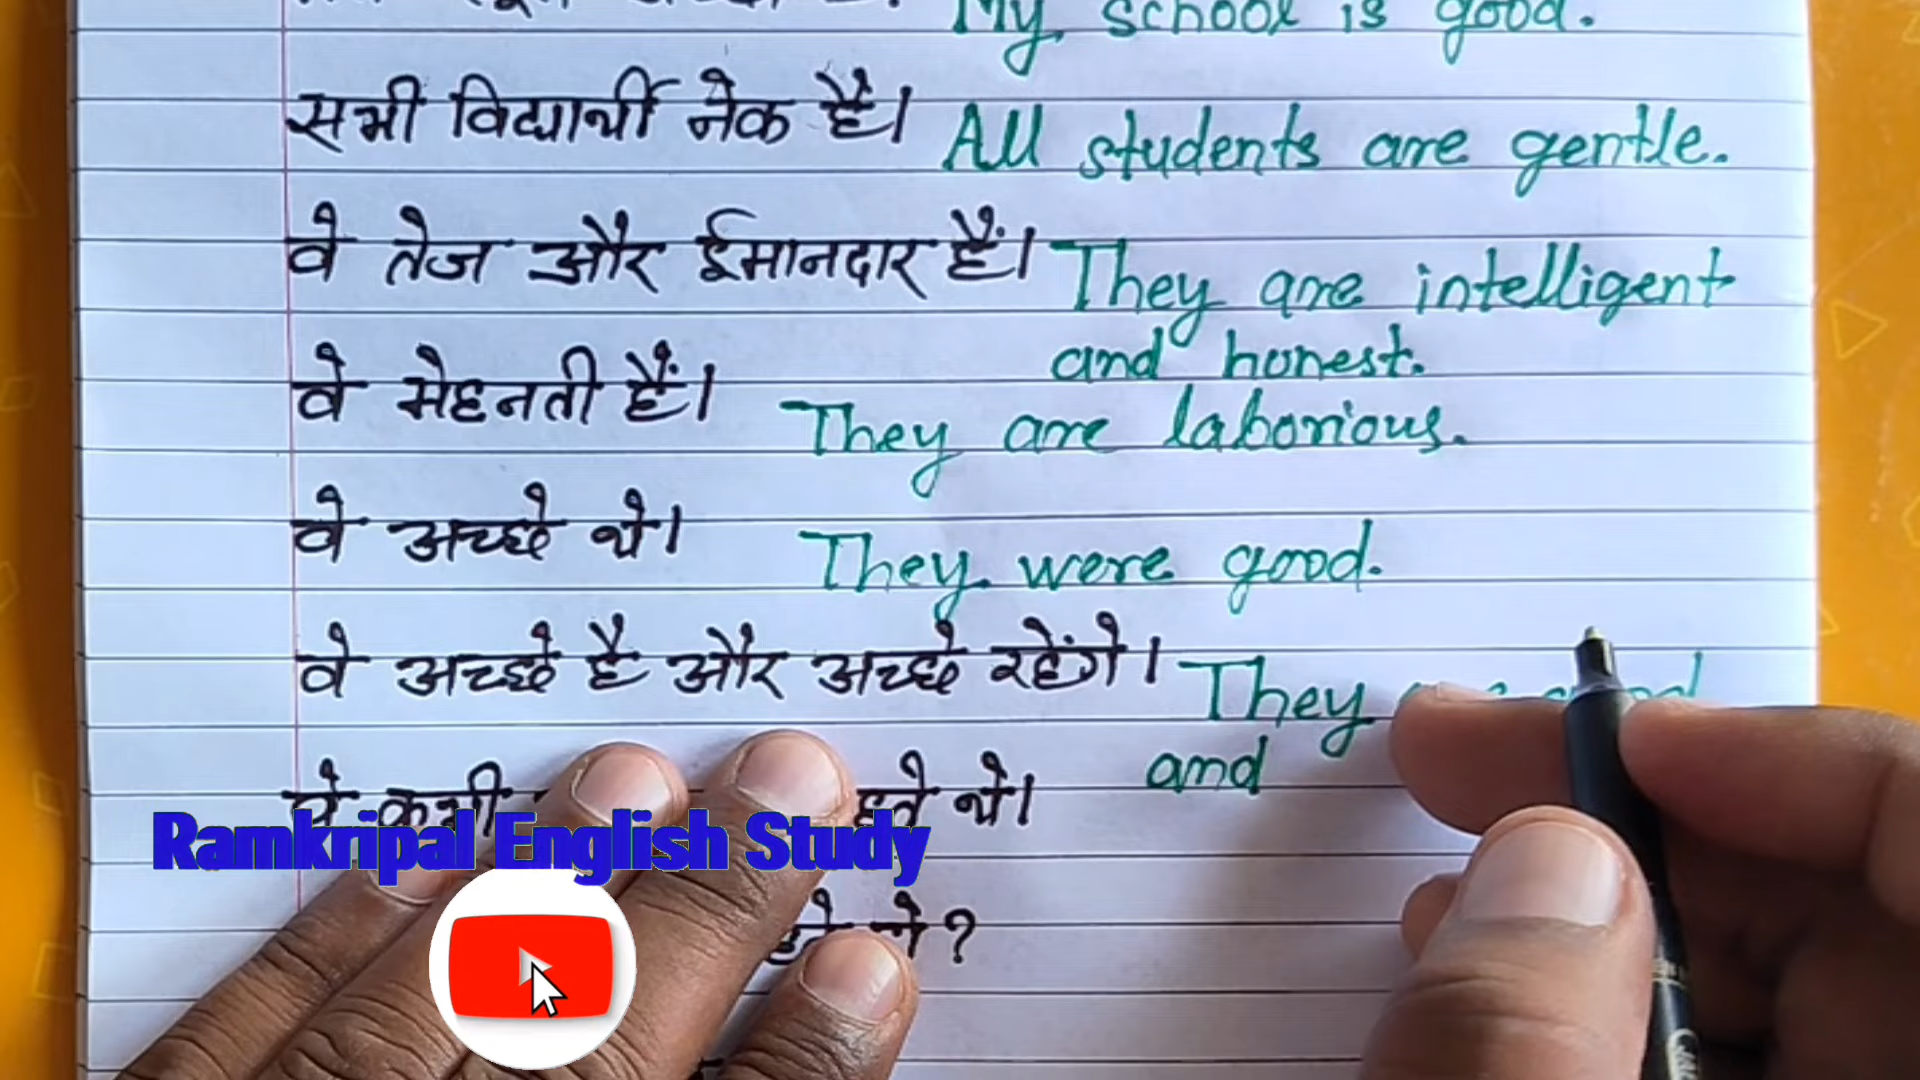 My school is good.
सभी विद्यार्थी नेक है। All students are gentle.
वे तेज और ईमानदार हैं। They are intelligent
and honest.
वे मेहनती हैं। They are laborious.
वे अच्छे थे। They were good.
वे अच्छे है और अच्छे रहेंगे। They
and
थे।
Ramkripal English Study
?